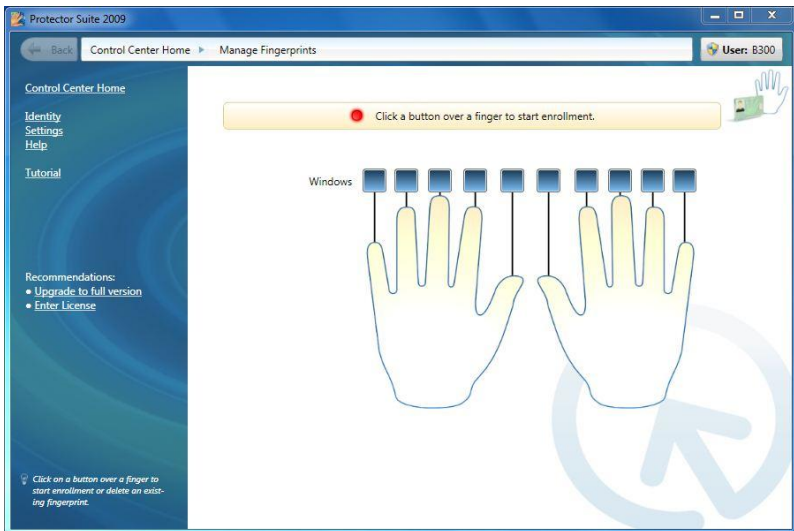 Protector Suite 2009
Back
Control Center Home
Manage Fingerprints
User: B300
Control Center Home
Identity
Settings
Help
Tutorial
Recommendations:
Upgrade to full version
Enter License
Click on a button over a finger to
start enrollment or delete an exist-
ing fingerprint.
Click a button over a finger to start enrollment.
Windows